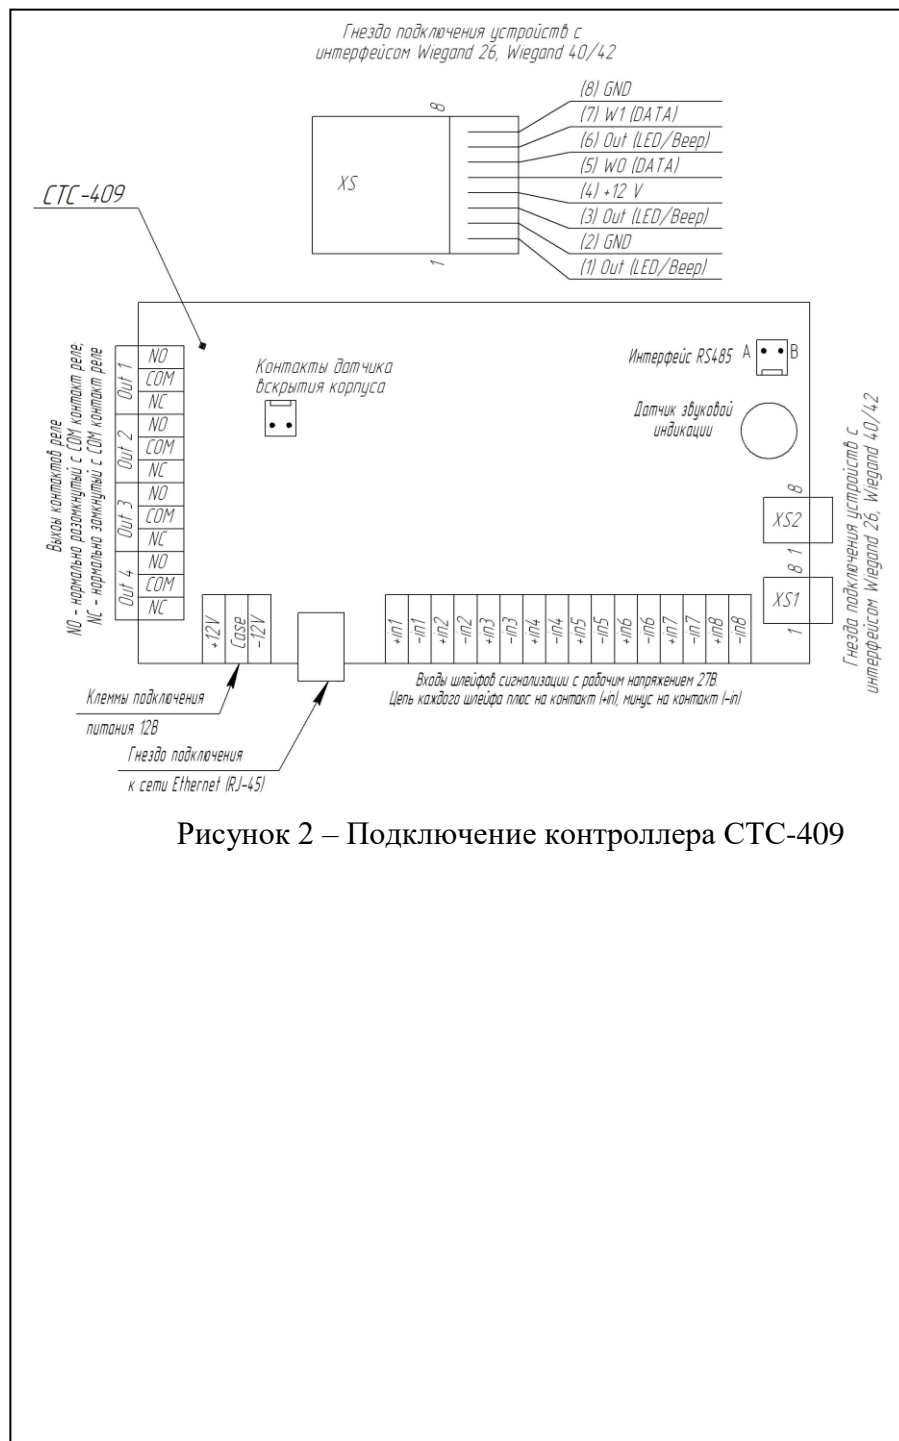 Гнездо подключения устройств с
интерфейсом Wiegand 26, Wiegand 40/42
8
XS
1
(8) GND
(7) W1 (DATA)
(6) Out (LED/Beep)
(5) W0 (DATA)
(4) +12 V
(3) Out (LED/Beep)
(2) GND
(1) Out (LED/Beep)
СТС-409
Выхоы контактов реле
NO - нормально разомкнутый с COM контакт реле;
NC - нормально замкнутый с COM контакт реле
Out 1
NO
COM
NC
Out 2
NO
COM
NC
Out 3
NO
COM
NC
Out 4
NO
COM
NC
Контакты датчика
вскрытия корпуса
Интерфейс RS485
A
B
Датчик звуковой
индикации
8
XS2
1
8
XS1
1
Гнезда подключения устройств с
интерфейсом Wiegand 26, Wiegand 40/42
+12V
Case
-12V
+in1
-in1
+in2
-in2
+in3
-in3
+in4
-in4
+in5
-in5
+in6
-in6
+in7
-in7
+in8
-in8
Входы шлейфов сигнализации с рабочим напряжением 27В.
Цепь каждого шлейфа плюс на контакт (+in), минус на контакт (-in)
Клеммы подключения
питания 12В
Гнездо подключения
к сети Ethernet (RJ-45)
Рисунок 2 – Подключение контроллера СТС-409